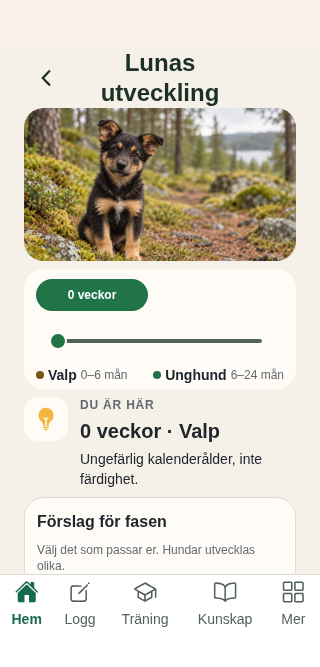 Lunas
utveckling
0 veckor
Valp 0–6 mån
Unghund 6–24 mån
DU ÄR HÄR
0 veckor · Valp
Ungefärlig kalenderålder, inte
färdighet.
Förslag för fasen
Välj det som passar er. Hundar utvecklas
olika.
Hem
Logg
Träning
Kunskap
Mer